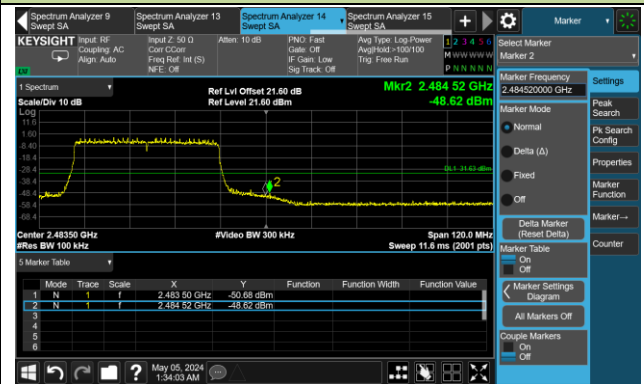 Spectrum Analyzer 9
Swept SA
Spectrum Analyzer 13
Swept SA
Spectrum Analyzer 14
Swept SA
Spectrum Analyzer 15
Swept SA
Marker
KEYSIGHT
Input: RF
Coupling: AC
Align: Auto
Input Z: 50 Ω
Corr CCorr
Freq Ref: Int (S)
NFE: Off
Atten: 10 dB
PNO: Fast
Gate: Off
IF Gain: Low
Sig Track: Off
Avg Type: Log-Power
Avg|Hold:>100/100
Trig: Free Run
1 2 3 4 5 6
M W W W W W
P N N N N N
Select Marker
Marker 2
LW
1 Spectrum
Scale/Div 10 dB
Log
Ref Lvl Offset 21.60 dB
Ref Level 21.60 dBm
Mkr2 2.484 52 GHz
-48.62 dBm
11.6
1.60
-8.40
-18.4
-28.4
-38.4
-48.4
-58.4
-68.4
DL1 -31.63 dBm
2
Center 2.48350 GHz
#Res BW 100 kHz
#Video BW 300 kHz
Span 120.0 MHz
Sweep 11.6 ms (2001 pts)
5 Marker Table
Mode Trace Scale X Y Function Function Width Function Value
1 N 1 f 2.483 50 GHz -50.68 dBm
2 N 1 f 2.484 52 GHz -48.62 dBm
3
4
5
6
Marker Frequency
2.484520000 GHz
Marker Mode
Normal
Delta (Δ)
Fixed
Off
Delta Marker
(Reset Delta)
Marker Table
On
Off
Marker Settings
Diagram
All Markers Off
Couple Markers
On
Off
Settings
Peak
Search
Pk Search
Config
Properties
Marker
Function
Marker→
Counter
?
May 05, 2024
1:34:03 AM